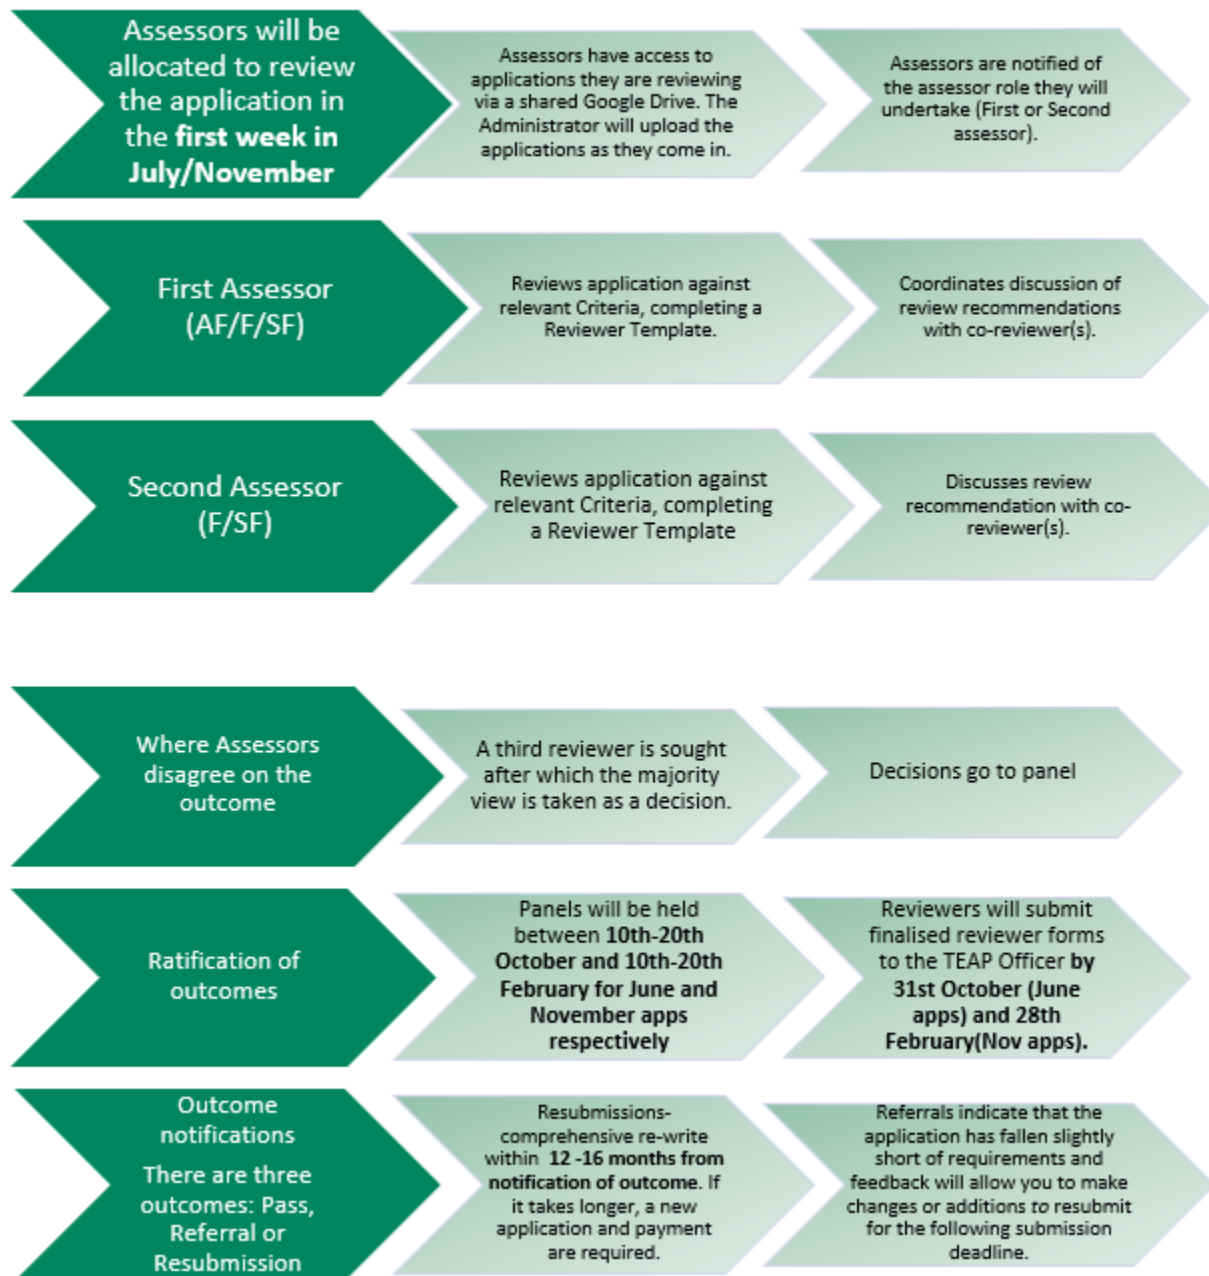 Assessors will be
allocated to review
the application in
the first week in
July/November
Assessors have access to
applications they are reviewing
via a shared Google Drive. The
Administrator will upload the
applications as they come in.
Assessors are notified of
the assessor role they will
undertake (First or Second
assessor).
First Assessor
(AF/F/SF)
Reviews application against
relevant Criteria, completing a
Reviewer Template.
Coordinates discussion of
review recommendations
with co-reviewer(s).
Second Assessor
(F/SF)
Reviews application against
relevant Criteria, completing
a Reviewer Template
Discusses review
recommendation with co-
reviewer(s).
Where Assessors
disagree on the
outcome
A third reviewer is sought
after which the majority
view is taken as a decision.
Decisions go to panel
Ratification of
outcomes
Panels will be held
between 10th-20th
October and 10th-20th
February for June and
November apps
respectively
Reviewers will submit
finalised reviewer forms
to the TEAP Officer by
31st October (June
apps) and 28th
February(Nov apps).
Outcome
notifications
There are three
outcomes: Pass,
Referral or
Resubmission
Resubmissions-
comprehensive re-write
within 12 -16 months from
notification of outcome. If
it takes longer, a new
application and payment
are required.
Referrals indicate that the
application has fallen slightly
short of requirements and
feedback will allow you to make
changes or additions to resubmit
for the following submission
deadline.